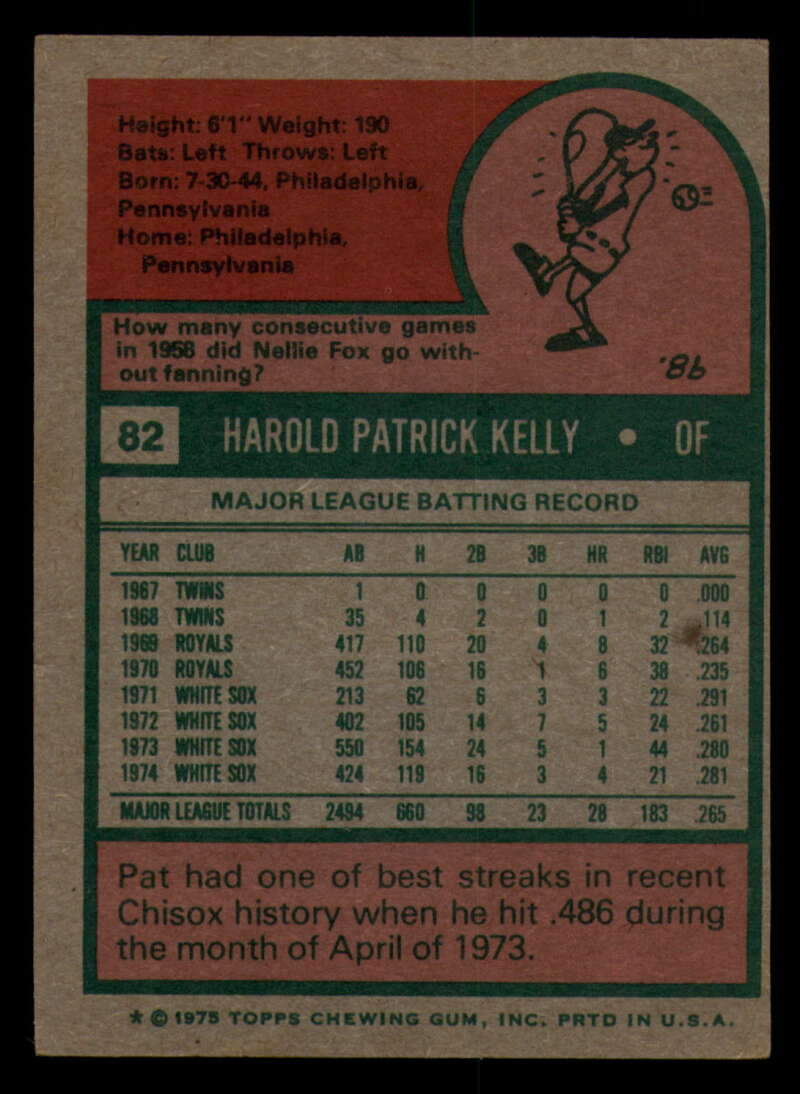 Height: 6'1" Weight: 190
Bats: Left Throws: Left
Born: 7-30-44, Philadelphia,
Pennsylvania
Home: Philadelphia,
Pennsylvania
How many consecutive games
in 1958 did Nellie Fox go with-
out fanning?
98.
82 HAROLD PATRICK KELLY • OF
MAJOR LEAGUE BATTING RECORD
YEAR CLUB AB H 2B 3B HR RBI AVG
1967 TWINS 1 0 0 0 0 0 .000
1968 TWINS 35 4 2 0 1 2 .114
1969 ROYALS 417 110 20 4 8 32 .264
1970 ROYALS 452 106 16 1 6 38 .235
1971 WHITE SOX 213 62 6 3 3 22 .291
1972 WHITE SOX 402 105 14 7 5 24 .261
1973 WHITE SOX 550 154 24 5 1 44 .280
1974 WHITE SOX 424 119 16 3 4 21 .281
MAJOR LEAGUE TOTALS 2494 660 98 23 28 183 .265
Pat had one of best streaks in recent
Chisox history when he hit .486 during
the month of April of 1973.
* © 1975 TOPPS CHEWING GUM, INC. PRTD IN U.S.A.